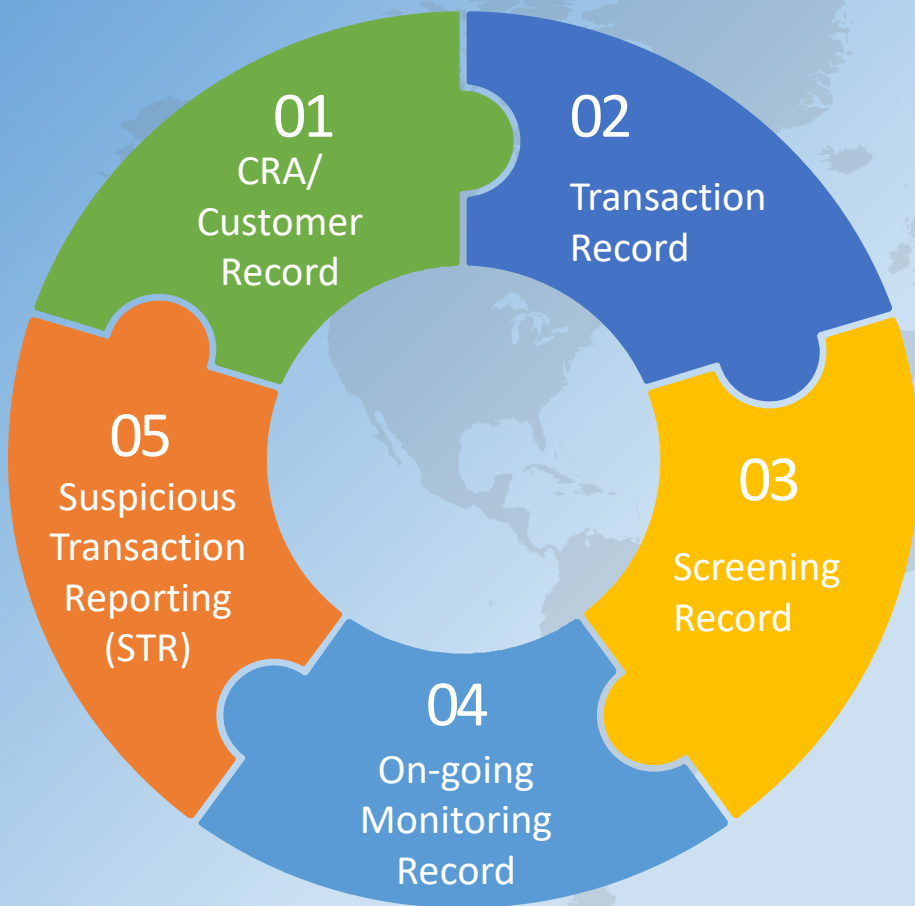 01
CRA/
Customer
Record
02
Transaction
Record
03
Screening
Record
04
On-going
Monitoring
Record
05
Suspicious
Transaction
Reporting
(STR)